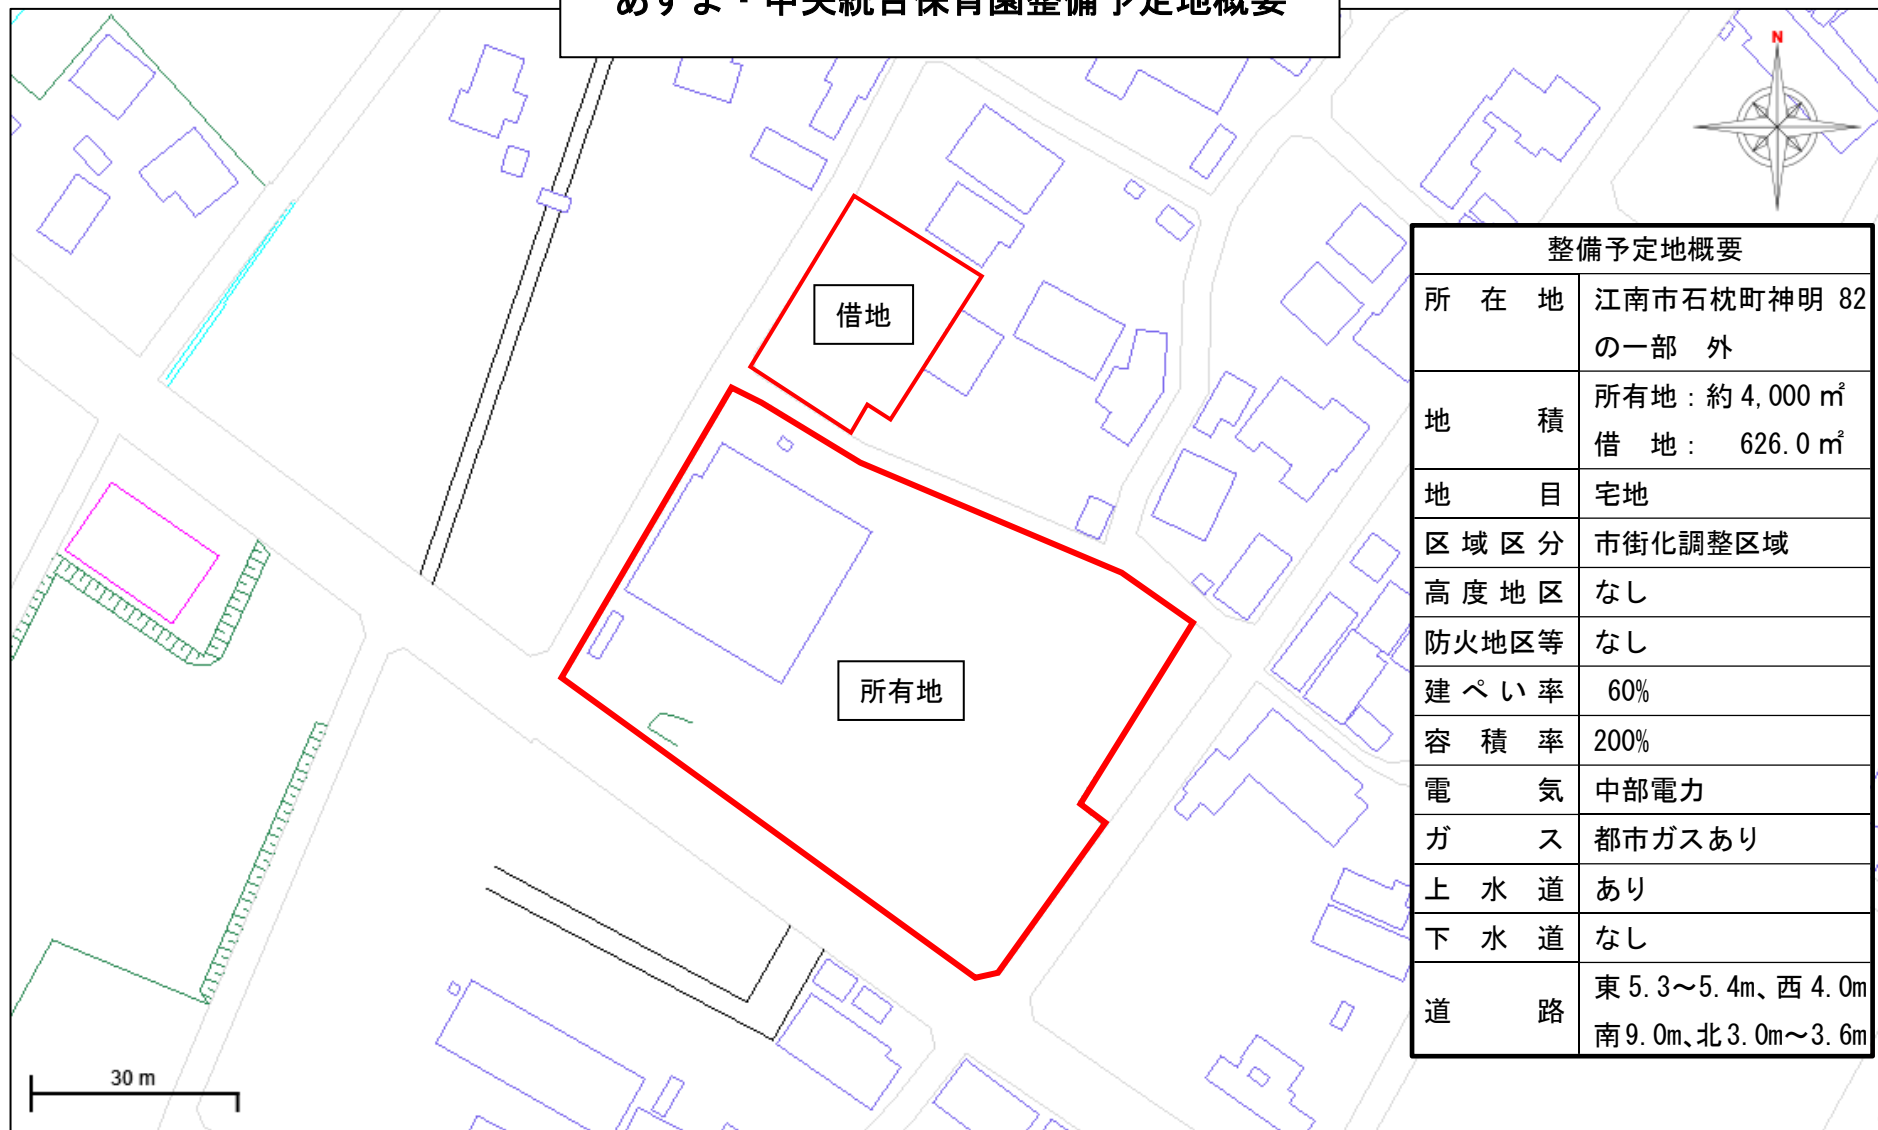 あずま・中央統合保育園整備予定地概要
N
借地
所有地
30 m
整備予定地概要
所在地 江南市石枕町神明 82
の一部 外
地積 所有地：約 4,000 ㎡
借 地： 626.0 ㎡
地目 宅地
区域区分 市街化調整区域
高度地区 なし
防火地区等 なし
建ぺい率 60%
容積率 200%
電気 中部電力
ガス 都市ガスあり
上水道 あり
下水道 なし
道路 東 5.3～5.4m、西 4.0m
南 9.0m、北 3.0m～3.6m